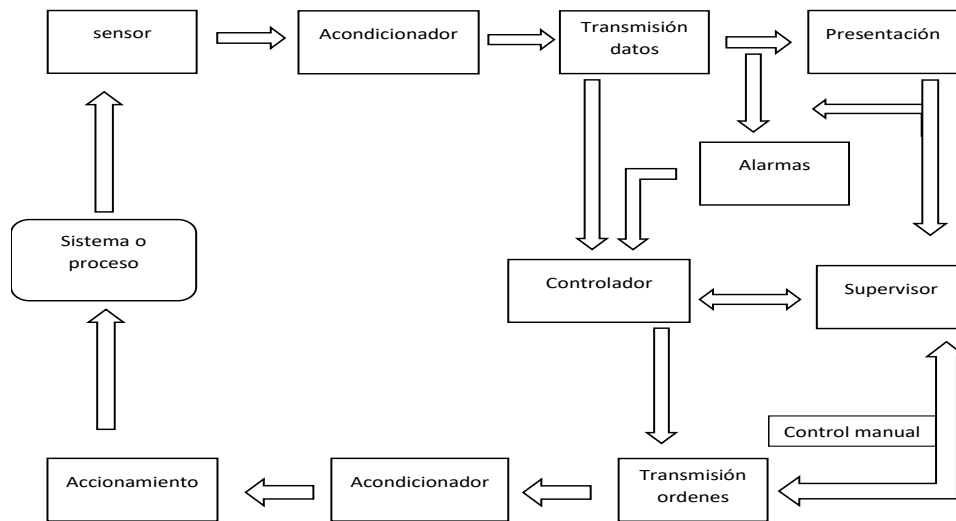 sensor
Acondicionador
Transmisión
datos
Presentación
Alarmas
Sistema o
proceso
Controlador
Supervisor
Control manual
Accionamiento
Acondicionador
Transmisión
ordenes